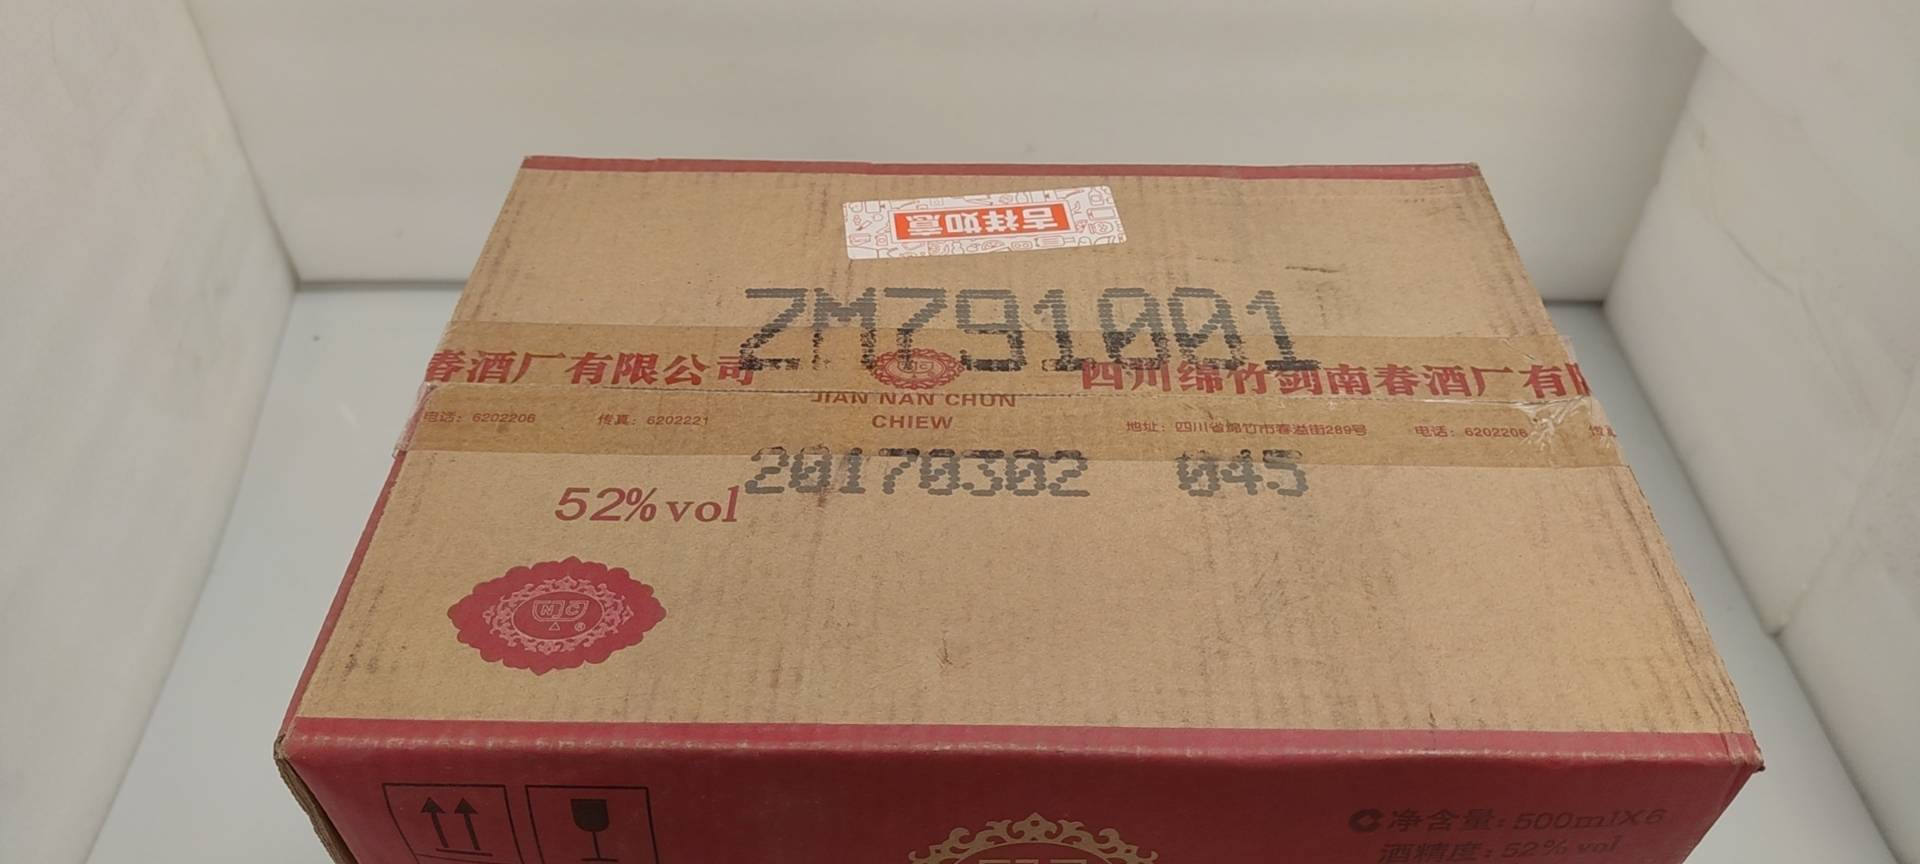 吉祥如意
ZM791001
春酒厂有限公司
四川绵竹剑南春酒厂有
JIAN NAN CHUN
CHIEW
电话：6202206
传真：6202221
地址：四川省绵竹市春溢街289号
电话：6202206
20170302 045
52%vol
NJC
®
净含量：500mlX6
酒精度：52%vol